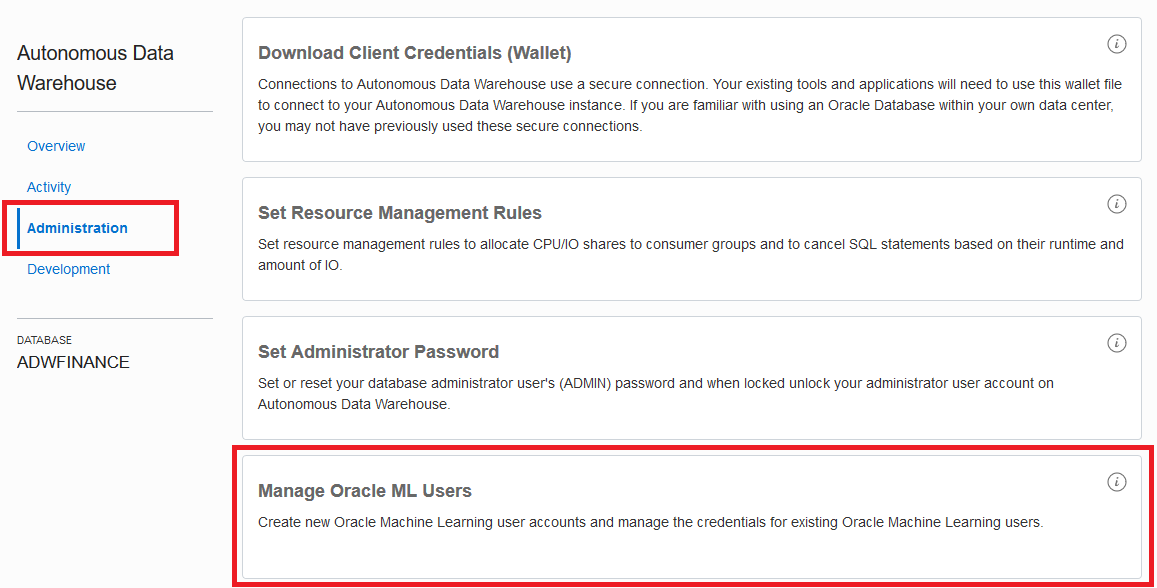 Autonomous Data
Warehouse
Overview
Activity
Administration
Development
DATABASE
ADWFINANCE
Download Client Credentials (Wallet)
Connections to Autonomous Data Warehouse use a secure connection. Your existing tools and applications will need to use this wallet file
to connect to your Autonomous Data Warehouse instance. If you are familiar with using an Oracle Database within your own data center,
you may not have previously used these secure connections.
Set Resource Management Rules
Set resource management rules to allocate CPU/IO shares to consumer groups and to cancel SQL statements based on their runtime and
amount of IO.
Set Administrator Password
Set or reset your database administrator user's (ADMIN) password and when locked unlock your administrator user account on
Autonomous Data Warehouse.
Manage Oracle ML Users
Create new Oracle Machine Learning user accounts and manage the credentials for existing Oracle Machine Learning users.